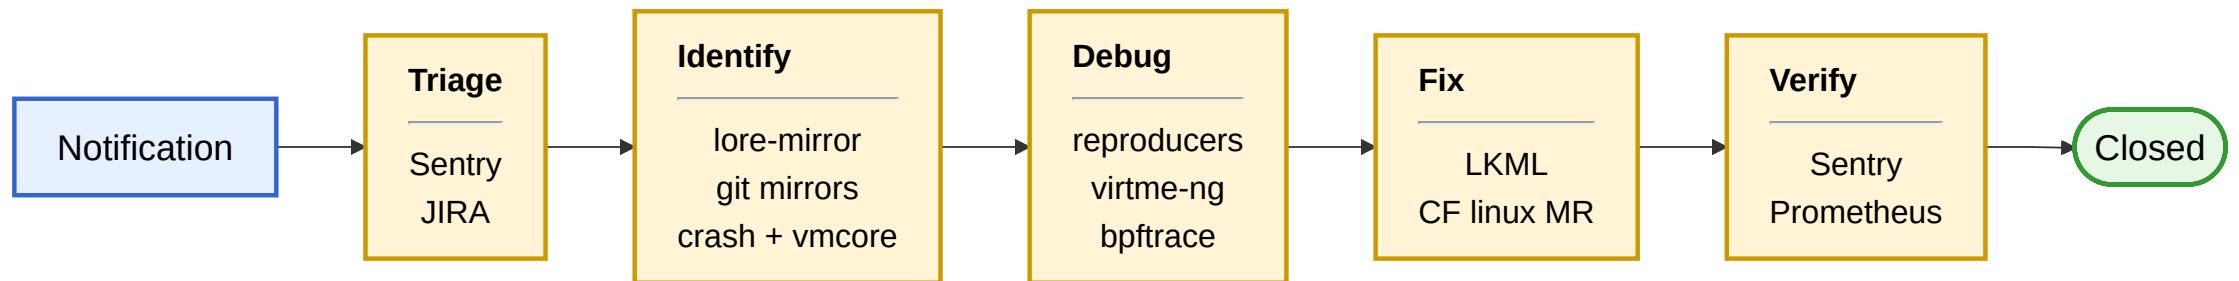 Notification
Triage
Sentry
JIRA
Identify
lore-mirror
git mirrors
crash + vmcore
Debug
reproducers
virtme-ng
bpftrace
Fix
LKML
CF linux MR
Verify
Sentry
Prometheus
Closed